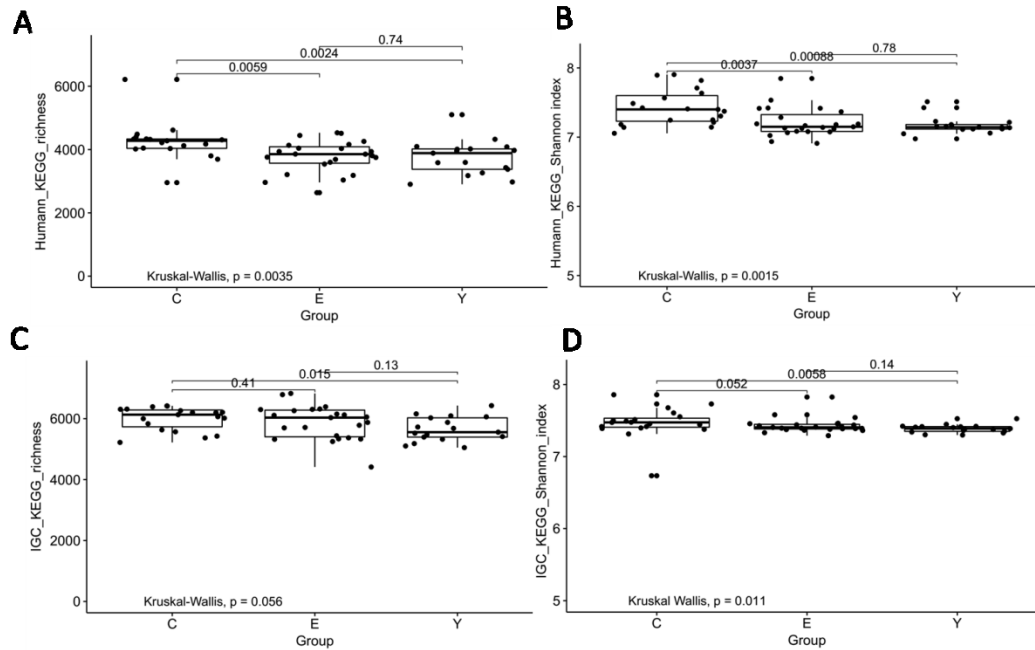 A
0.74
0.0024
0.0059
6000
4000
2000
0
Humann_KEGG_richness
Kruskal-Wallis, p = 0.0035
C E Y
Group
B
0.78
0.00088
0.0037
8
7
6
5
Humann_KEGG_Shannon index
Kruskal-Wallis, p = 0.0015
C E Y
Group
C
0.13
0.015
0.41
6000
4000
2000
0
IGC_KEGG_richness
Kruskal-Wallis, p = 0.056
C E Y
Group
D
0.14
0.0058
0.052
8
7
6
5
IGC_KEGG_Shannon_index
Kruskal Wallis, p = 0.011
C E Y
Group